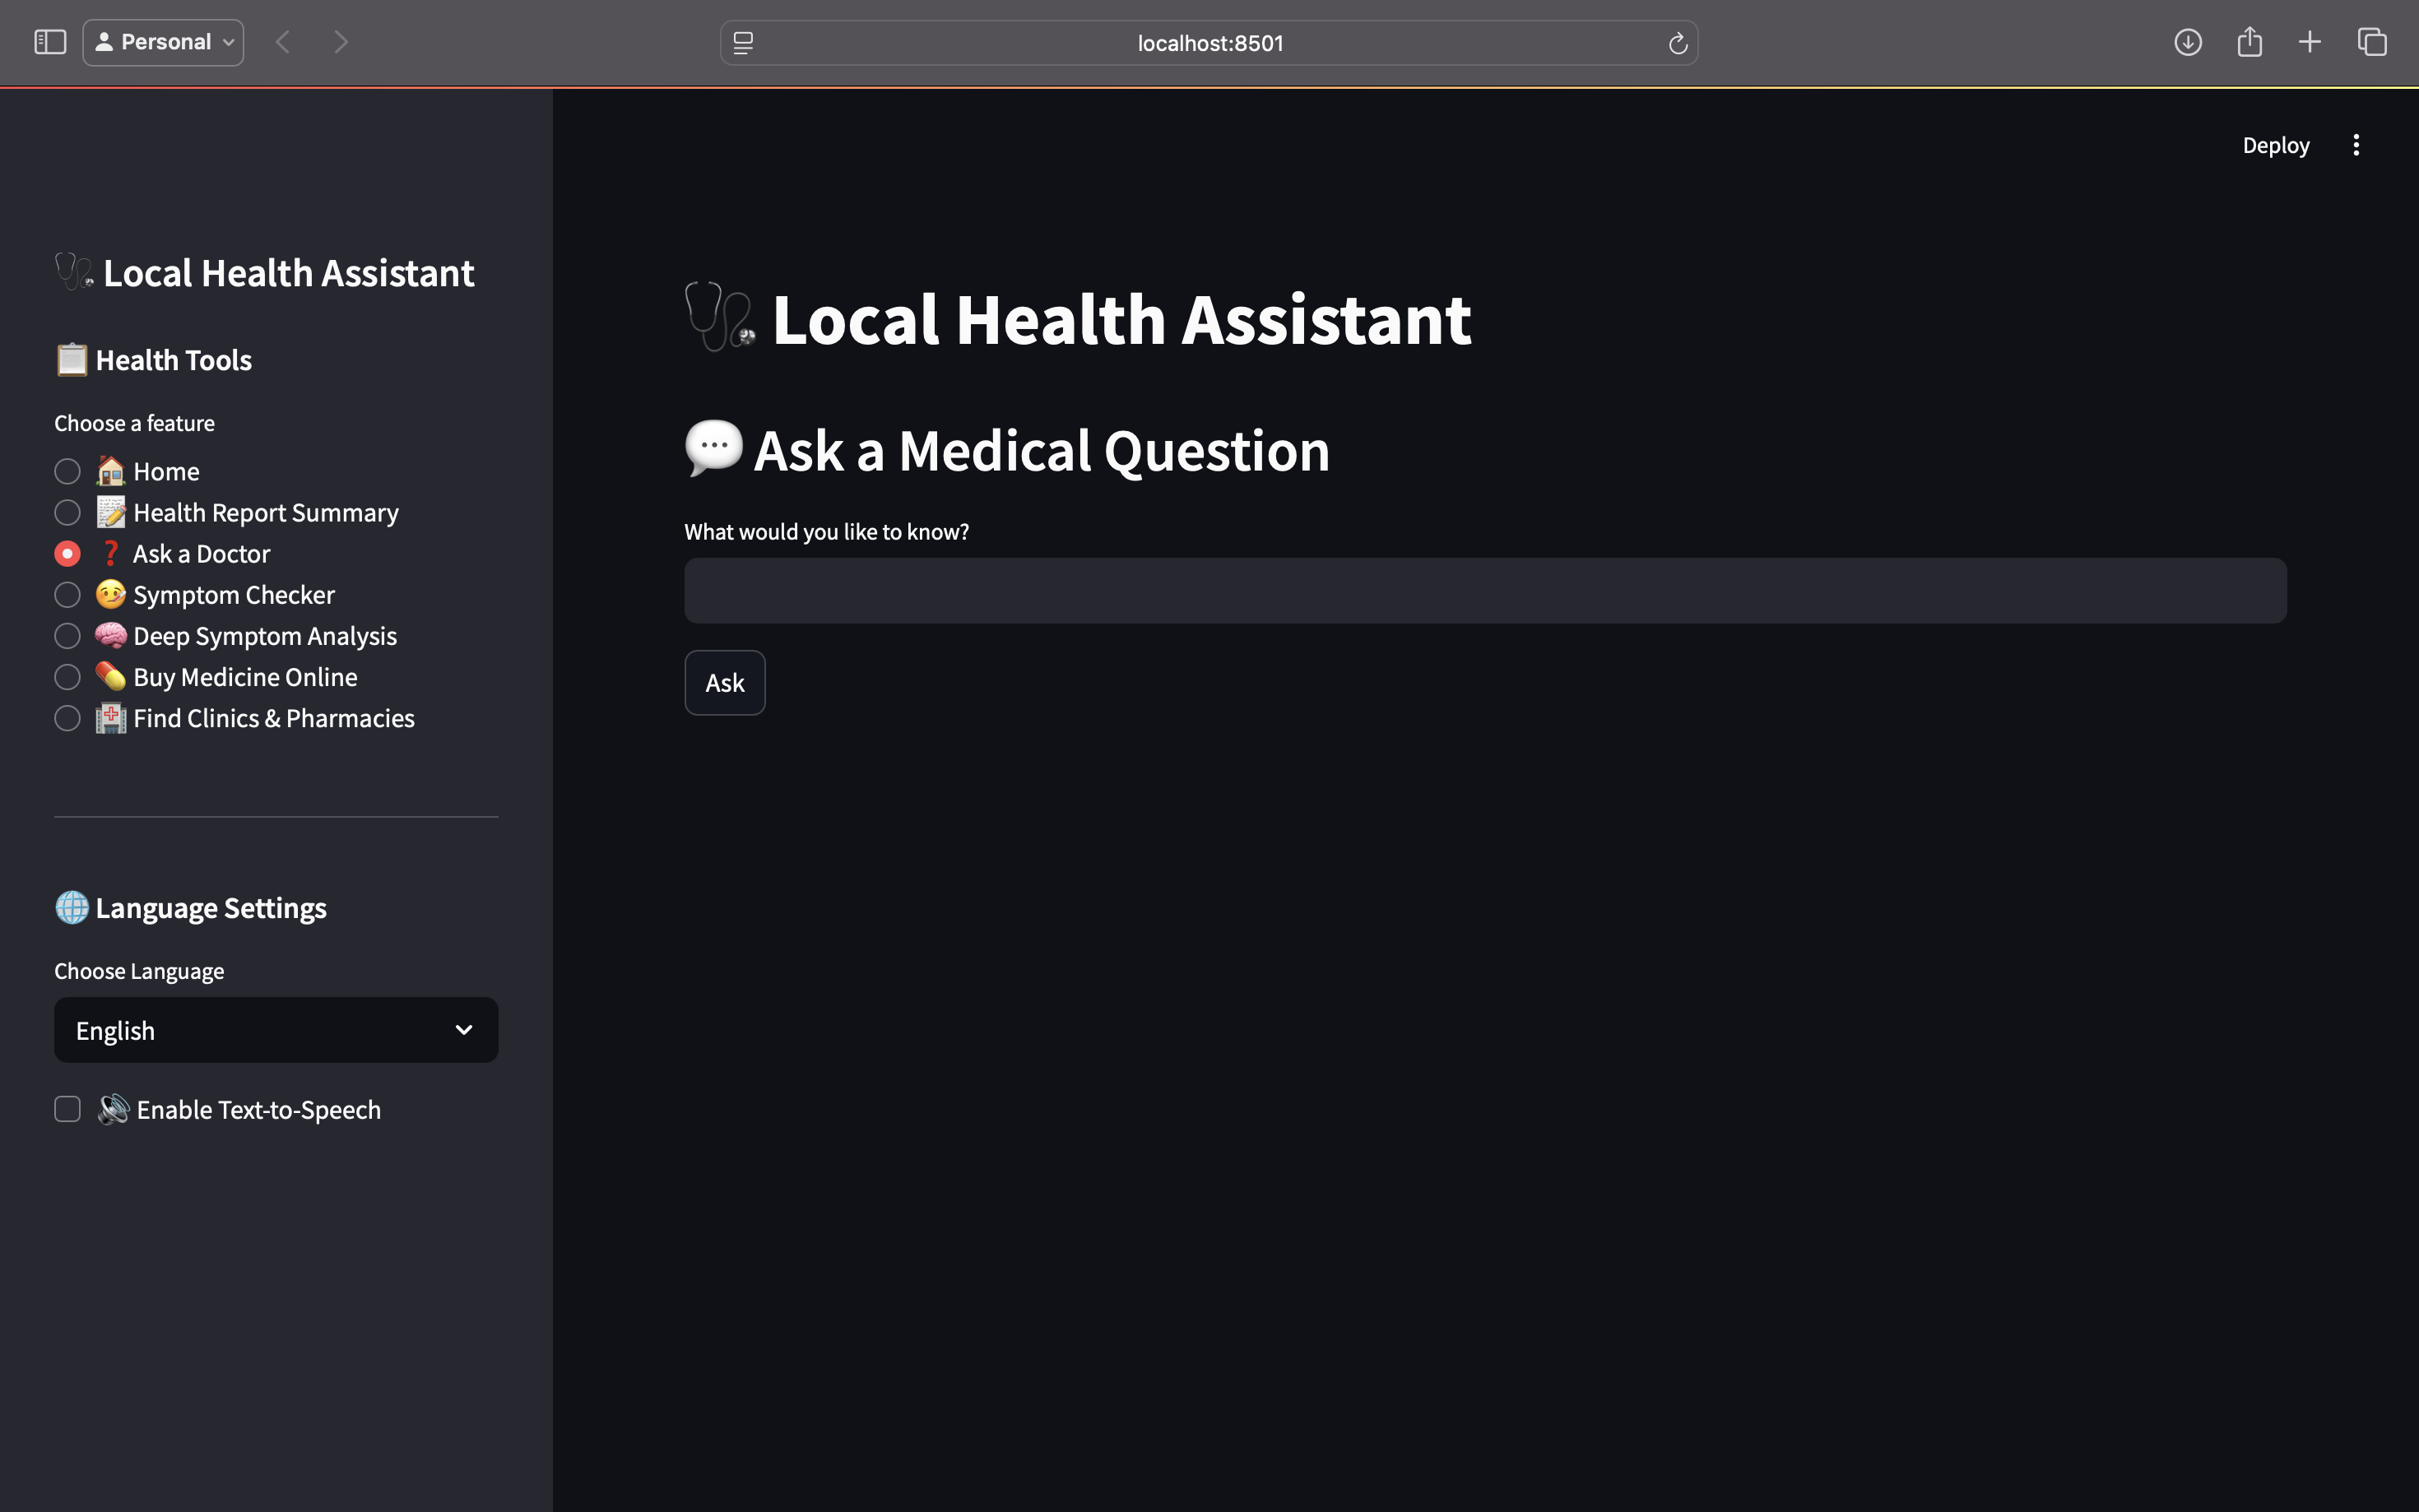 Personal
localhost:8501
Deploy
Local Health Assistant
Health Tools
Choose a feature
Home
Health Report Summary
Ask a Doctor
Symptom Checker
Deep Symptom Analysis
Buy Medicine Online
Find Clinics & Pharmacies
Language Settings
Choose Language
English
Enable Text-to-Speech
Local Health Assistant
Ask a Medical Question
What would you like to know?
Ask